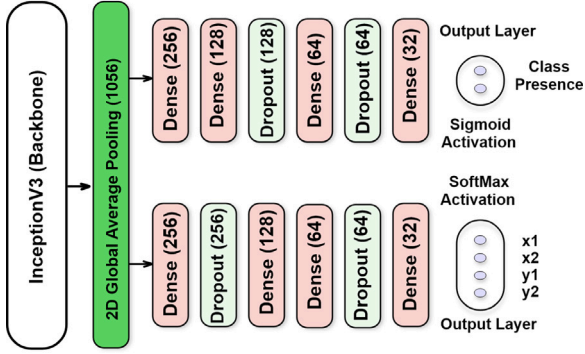 InceptionV3 (Backbone)
2D Global Average Pooling (1056)
Dense (256)
Dense (128)
Dropout (128)
Dense (64)
Dropout (64)
Dense (32)
Output Layer
Class
Presence
Sigmoid
Activation
Dense (256)
Dropout (256)
Dense (128)
Dense (64)
Dropout (64)
Dense (32)
SoftMax
Activation
x1
x2
y1
y2
Output Layer